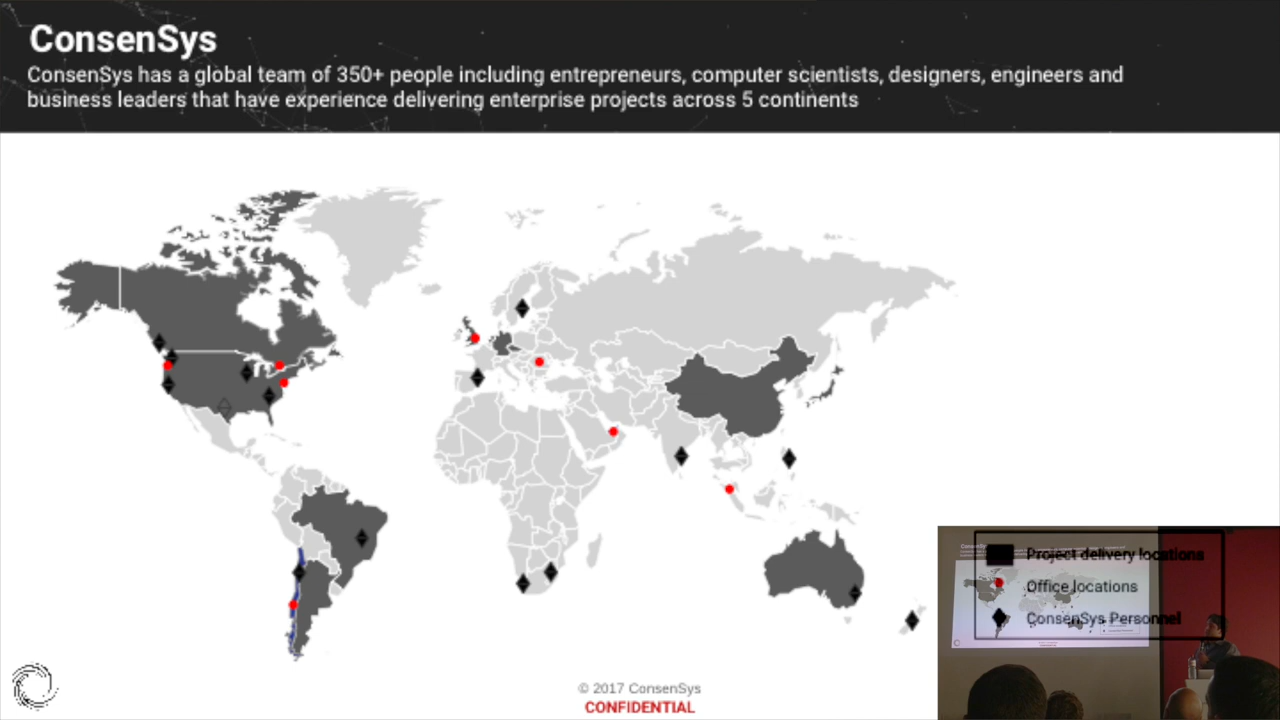 ConsenSys
ConsenSys has a global team of 350+ people including entrepreneurs, computer scientists, designers, engineers and
business leaders that have experience delivering enterprise projects across 5 continents
Project delivery locations
Office locations
ConsenSys Personnel
© 2017 ConsenSys
CONFIDENTIAL